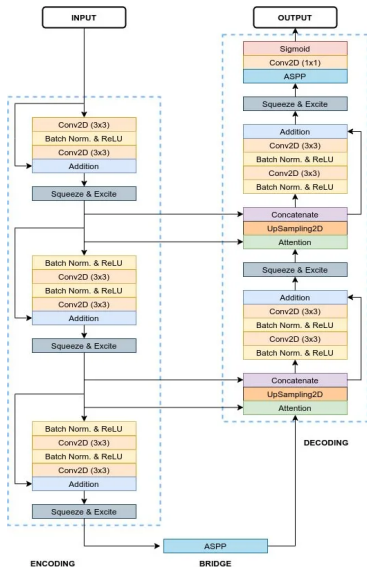 INPUT
Conv2D (3x3)
Batch Norm. & ReLU
Conv2D (3x3)
Addition
Squeeze & Excite
Batch Norm. & ReLU
Conv2D (3x3)
Batch Norm. & ReLU
Conv2D (3x3)
Addition
Squeeze & Excite
Batch Norm. & ReLU
Conv2D (3x3)
Batch Norm. & ReLU
Conv2D (3x3)
Addition
Squeeze & Excite
ENCODING
ASPP
BRIDGE
OUTPUT
Sigmoid
Conv2D (1x1)
ASPP
Squeeze & Excite
Addition
Conv2D (3x3)
Batch Norm. & ReLU
Conv2D (3x3)
Batch Norm. & ReLU
Concatenate
UpSampling2D
Attention
Squeeze & Excite
Addition
Conv2D (3x3)
Batch Norm. & ReLU
Conv2D (3x3)
Batch Norm. & ReLU
Concatenate
UpSampling2D
Attention
DECODING